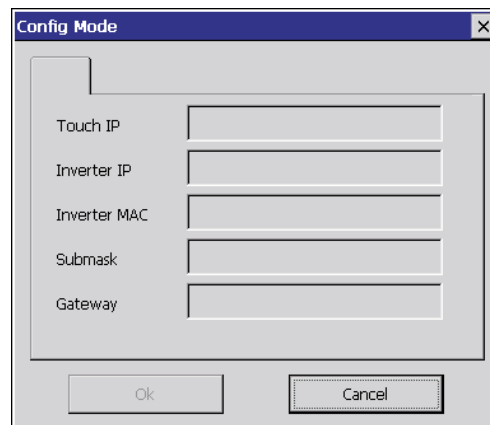 Config Mode
Touch IP
Inverter IP
Inverter MAC
Submask
Gateway
Ok
Cancel